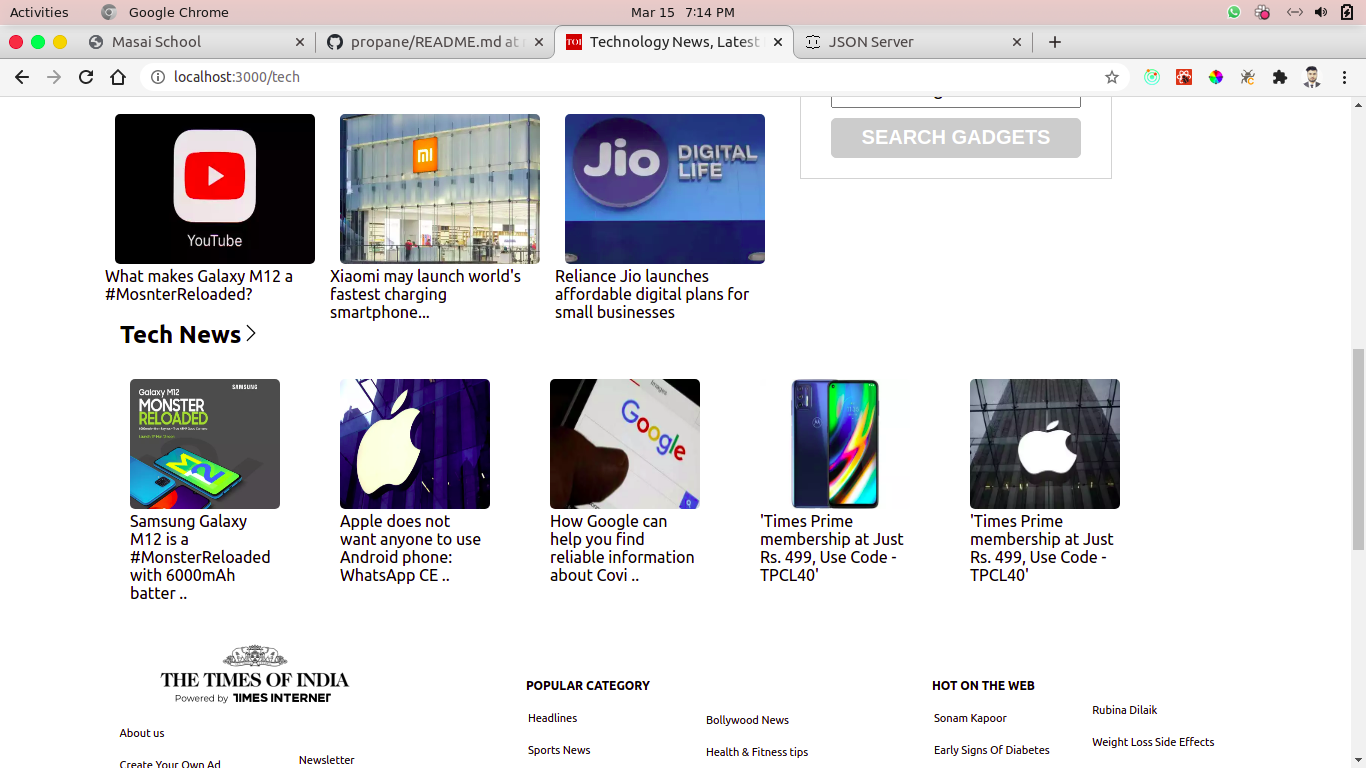 Activities
Google Chrome
Mar 15 7:14 PM
Masai School
propane/README.md at
Technology News, Latest
JSON Server
localhost:3000/tech
SEARCH GADGETS
YouTube
Jio DIGITAL LIFE
What makes Galaxy M12 a
#MosnterReloaded?
Xiaomi may launch world's
fastest charging
smartphone...
Reliance Jio launches
affordable digital plans for
small businesses
Tech News
Galaxy M12
SAMSUNG
MONSTER
RELOADED
Images
Google
Samsung Galaxy
M12 is a
#MonsterReloaded
with 6000mAh
batter ..
Apple does not
want anyone to use
Android phone:
WhatsApp CE ..
How Google can
help you find
reliable information
about Covi ..
'Times Prime
membership at Just
Rs. 499, Use Code -
TPCL40'
'Times Prime
membership at Just
Rs. 499, Use Code -
TPCL40'
THE TIMES OF INDIA
Powered by TIMES INTERNET
About us
Create Your Own Ad
Newsletter
POPULAR CATEGORY
Headlines
Sports News
Bollywood News
Health & Fitness tips
HOT ON THE WEB
Sonam Kapoor
Early Signs Of Diabetes
Rubina Dilaik
Weight Loss Side Effects